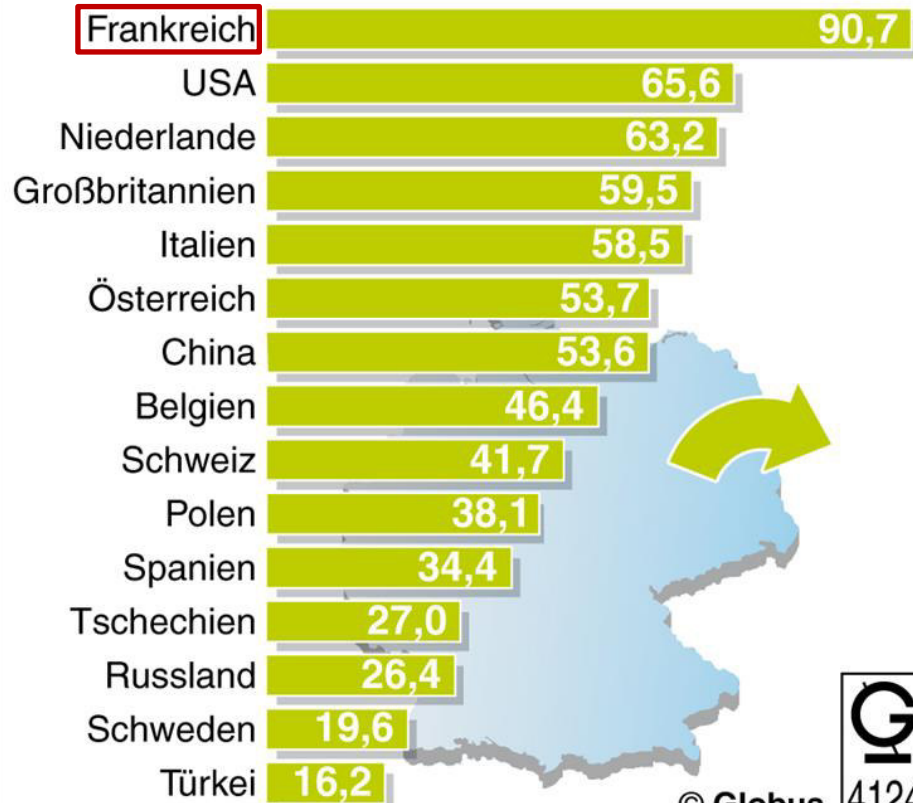 Frankreich 90,7
USA 65,6
Niederlande 63,2
Großbritannien 59,5
Italien 58,5
Österreich 53,7
China 53,6
Belgien 46,4
Schweiz 41,7
Polen 38,1
Spanien 34,4
Tschechien 27,0
Russland 26,4
Schweden 19,6
Türkei 16,2
© Globus
G
4124